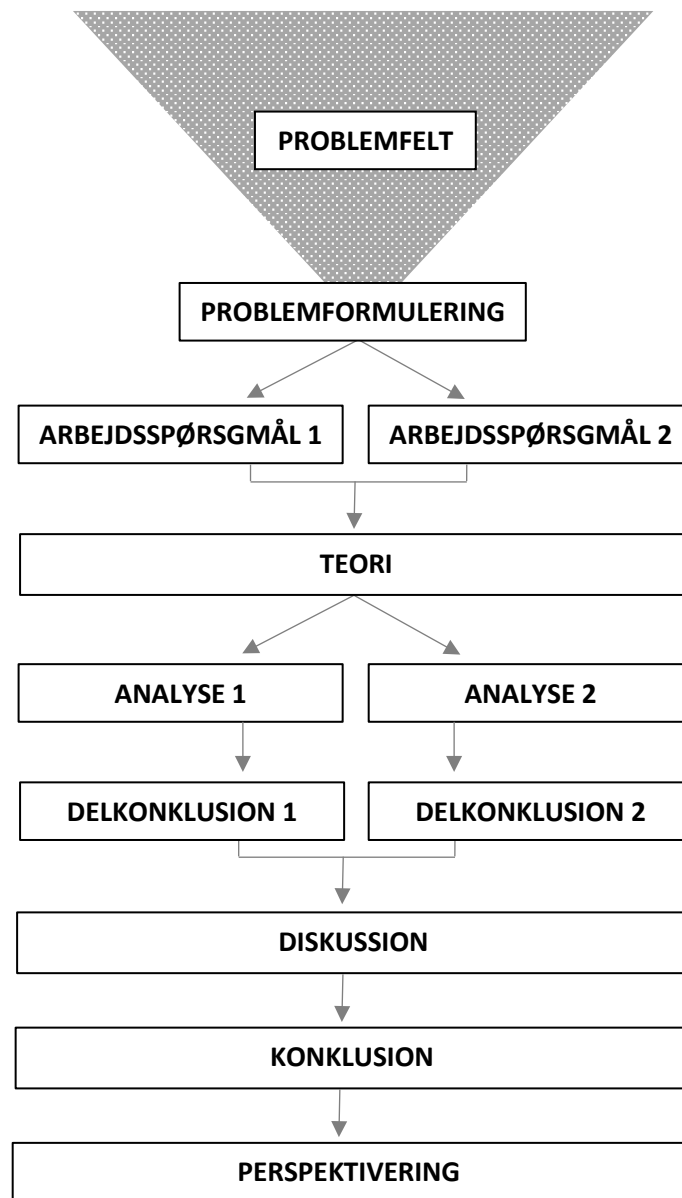 PROBLEMFELT
PROBLEMFORMULERING
ARBEJDSSPØRSGMÅL 1
ARBEJDSSPØRSGMÅL 2
TEORI
ANALYSE 1
ANALYSE 2
DELKONKLUSION 1
DELKONKLUSION 2
DISKUSSION
KONKLUSION
PERSPEKTIVERING